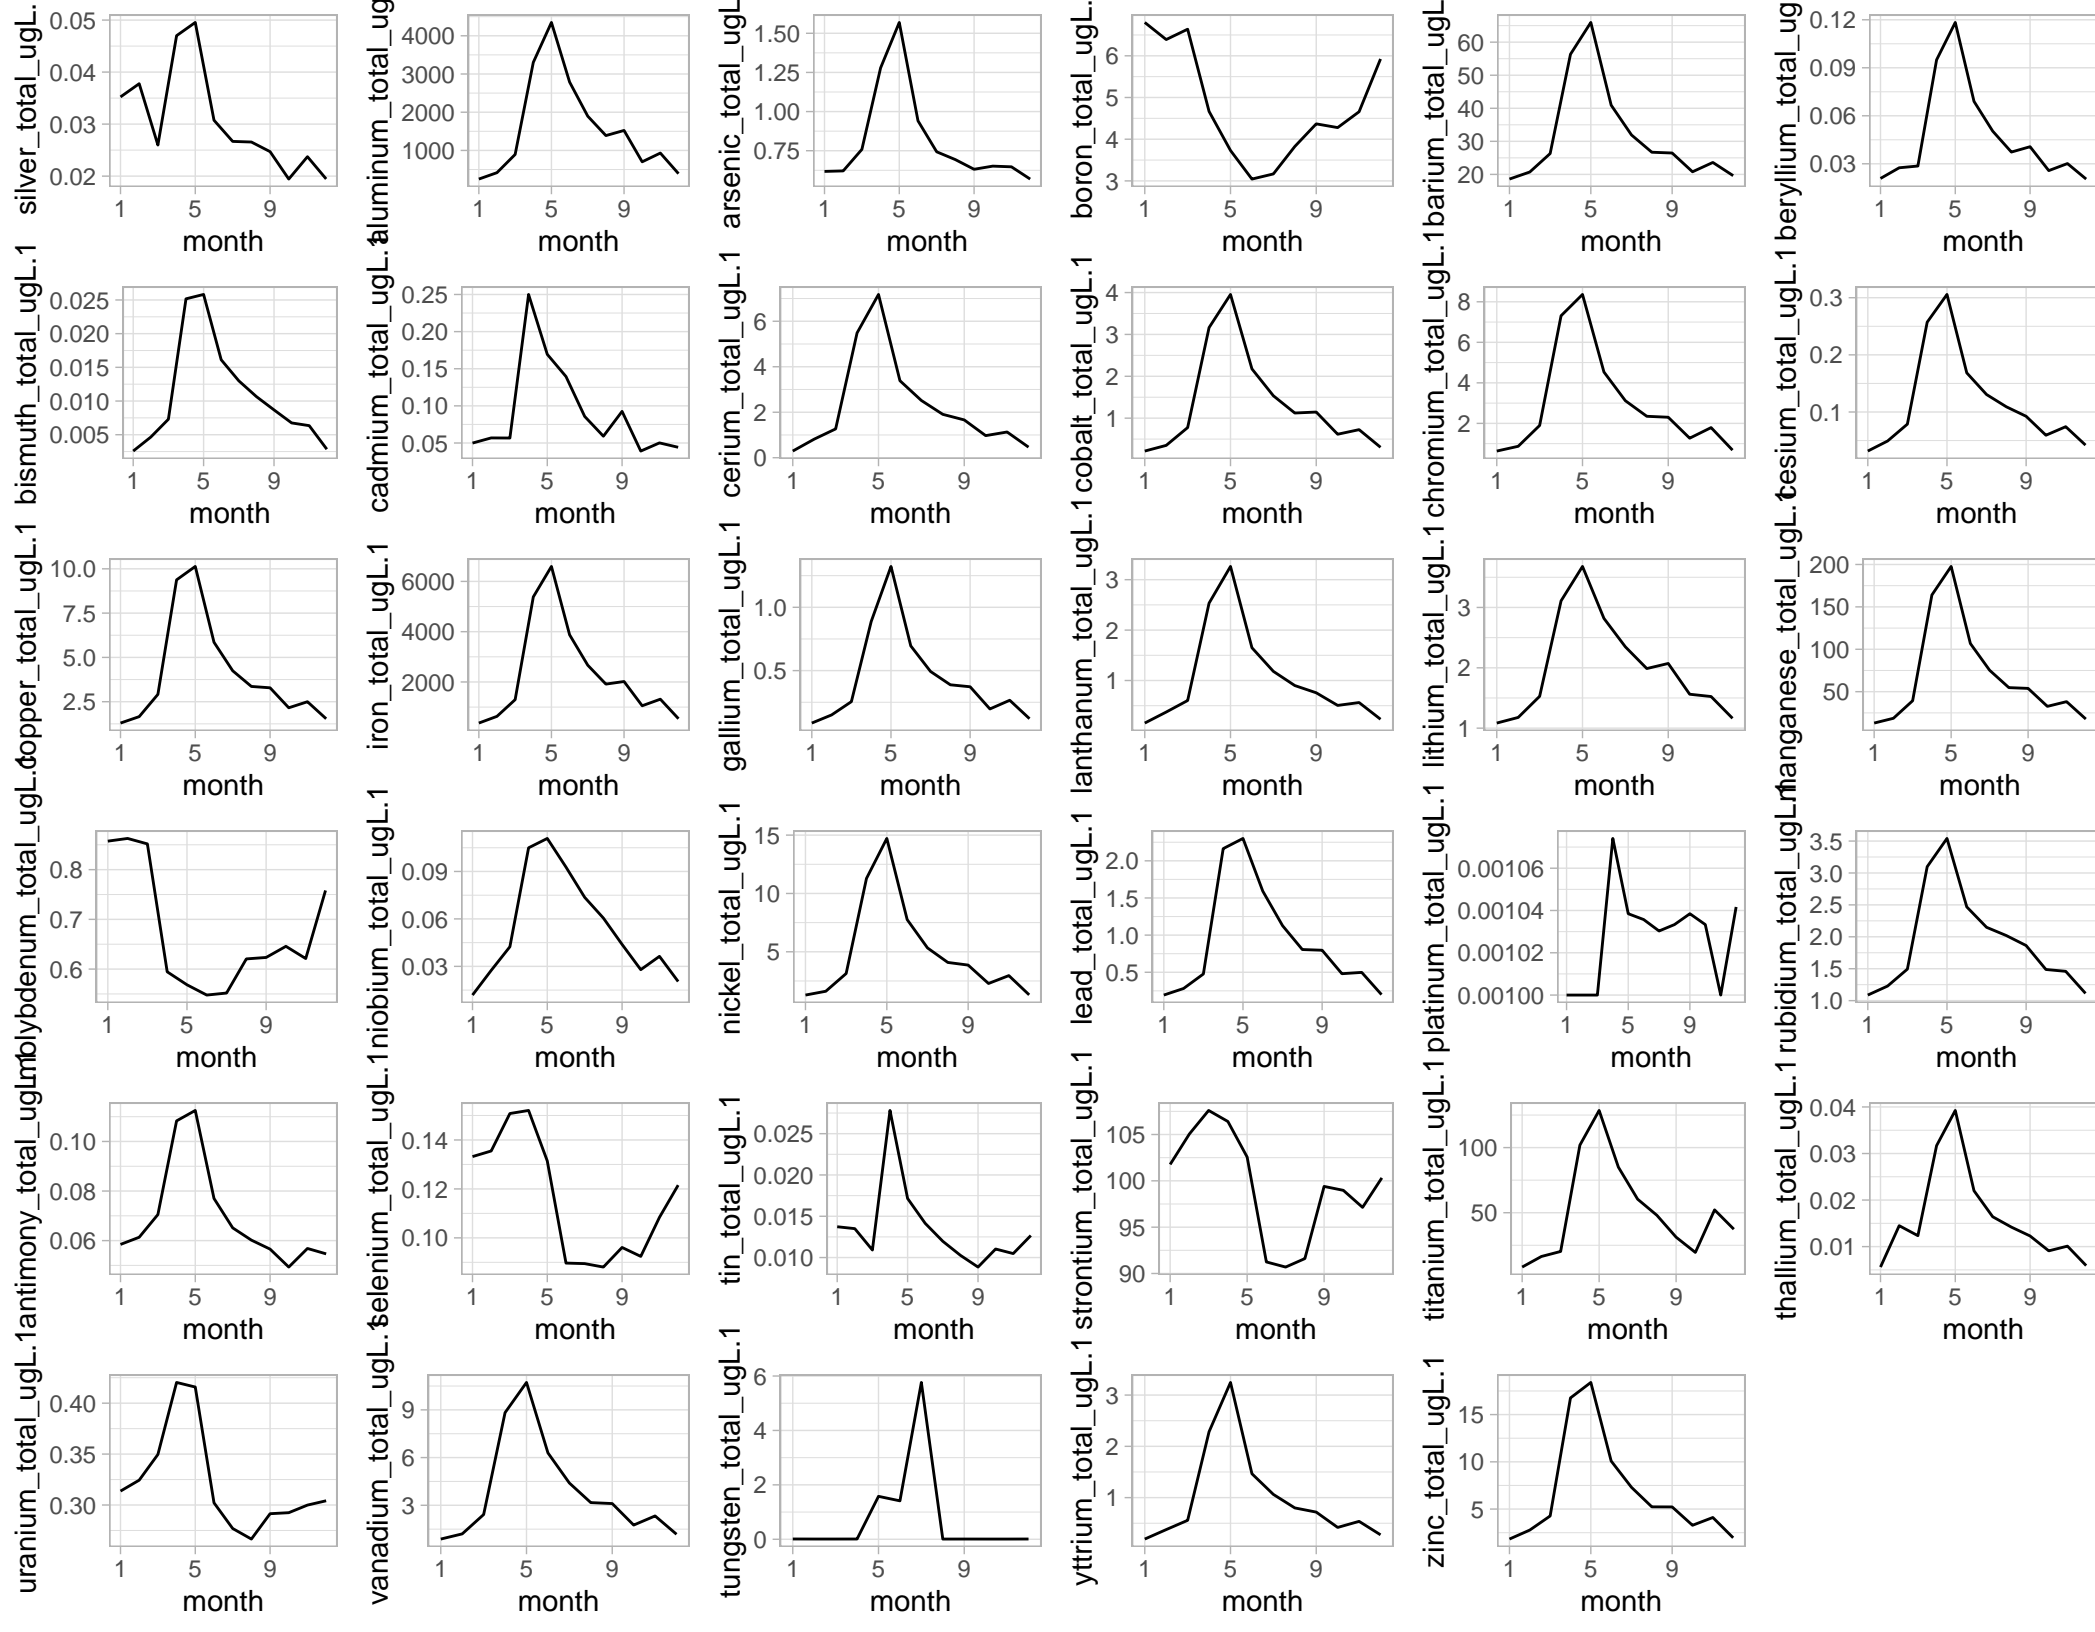 silver_total_ugL.
0.05
0.04
0.03
0.02
1 5 9
month
aluminum_total_ug
4000
3000
2000
1000
1 5 9
month
arsenic_total_ugL
1.50
1.25
1.00
0.75
1 5 9
month
boron_total_ugL.
6
5
4
3
1 5 9
month
barium_total_ugL
60
50
40
30
20
1 5 9
month
beryllium_total_ug
0.12
0.09
0.06
0.03
1 5 9
month
bismuth_total_ugL.1
0.025
0.020
0.015
0.010
0.005
1 5 9
month
cadmium_total_ugL.1
0.25
0.20
0.15
0.10
0.05
1 5 9
month
cerium_total_ugL.1
6
4
2
0
1 5 9
month
cobalt_total_ugL.1
4
3
2
1
1 5 9
month
chromium_total_ugL.1
8
6
4
2
1 5 9
month
cesium_total_ugL.1
0.3
0.2
0.1
1 5 9
month
copper_total_ugL.1
10.0
7.5
5.0
2.5
1 5 9
month
iron_total_ugL.1
6000
4000
2000
1 5 9
month
gallium_total_ugL.1
1.0
0.5
1 5 9
month
lanthanum_total_ugL.1
3
2
1
1 5 9
month
lithium_total_ugL.1
3
2
1
1 5 9
month
manganese_total_ugL.1
200
150
100
50
1 5 9
month
molybdenum_total_ugL.1
0.8
0.7
0.6
1 5 9
month
niobium_total_ugL.1
0.09
0.06
0.03
1 5 9
month
nickel_total_ugL.1
15
10
5
1 5 9
month
lead_total_ugL.1
2.0
1.5
1.0
0.5
1 5 9
month
platinum_total_ugL.1
0.00106
0.00104
0.00102
0.00100
1 5 9
month
rubidium_total_ugL.1
3.5
3.0
2.5
2.0
1.5
1.0
1 5 9
month
antimony_total_ugL.1
0.10
0.08
0.06
1 5 9
month
selenium_total_ugL.1
0.14
0.12
0.10
1 5 9
month
tin_total_ugL.1
0.025
0.020
0.015
0.010
1 5 9
month
strontium_total_ugL.1
105
100
95
90
1 5 9
month
titanium_total_ugL.1
100
50
1 5 9
month
thallium_total_ugL.1
0.04
0.03
0.02
0.01
1 5 9
month
uranium_total_ugL.1
0.40
0.35
0.30
1 5 9
month
vanadium_total_ugL.1
9
6
3
1 5 9
month
tungsten_total_ugL.1
6
4
2
0
1 5 9
month
yttrium_total_ugL.1
3
2
1
1 5 9
month
zinc_total_ugL.1
15
10
5
1 5 9
month